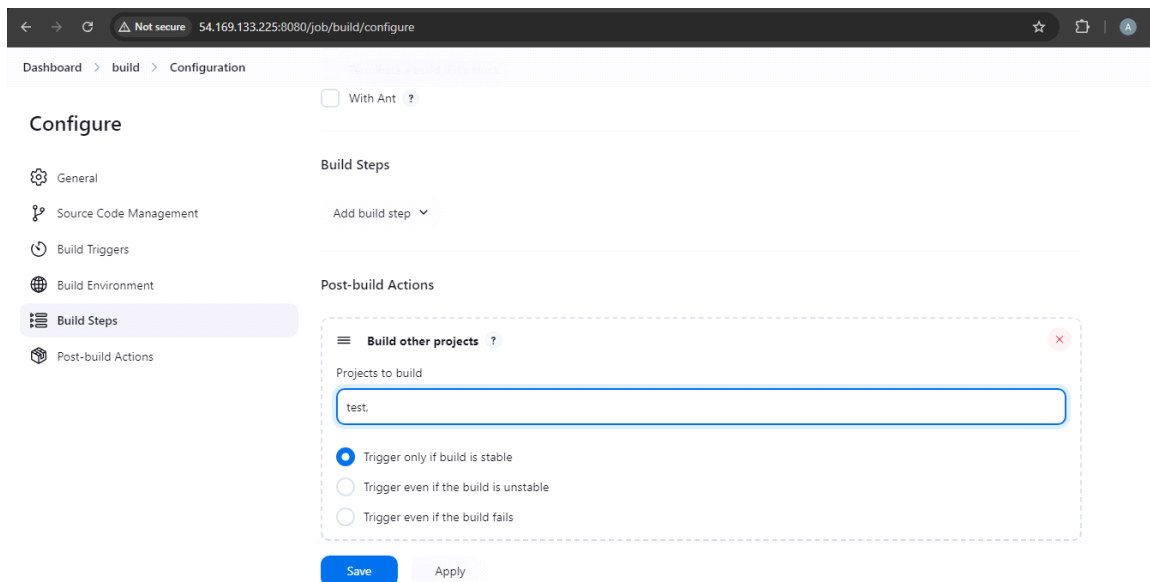 Not secure 54.169.133.225:8080/job/build/configure
A
Dashboard > build > Configuration
With Ant ?
Configure
General
Source Code Management
Build Triggers
Build Environment
Build Steps
Post-build Actions
Build Steps
Add build step
Post-build Actions
Build other projects ?
Projects to build
test,
Trigger only if build is stable
Trigger even if the build is unstable
Trigger even if the build fails
Save Apply